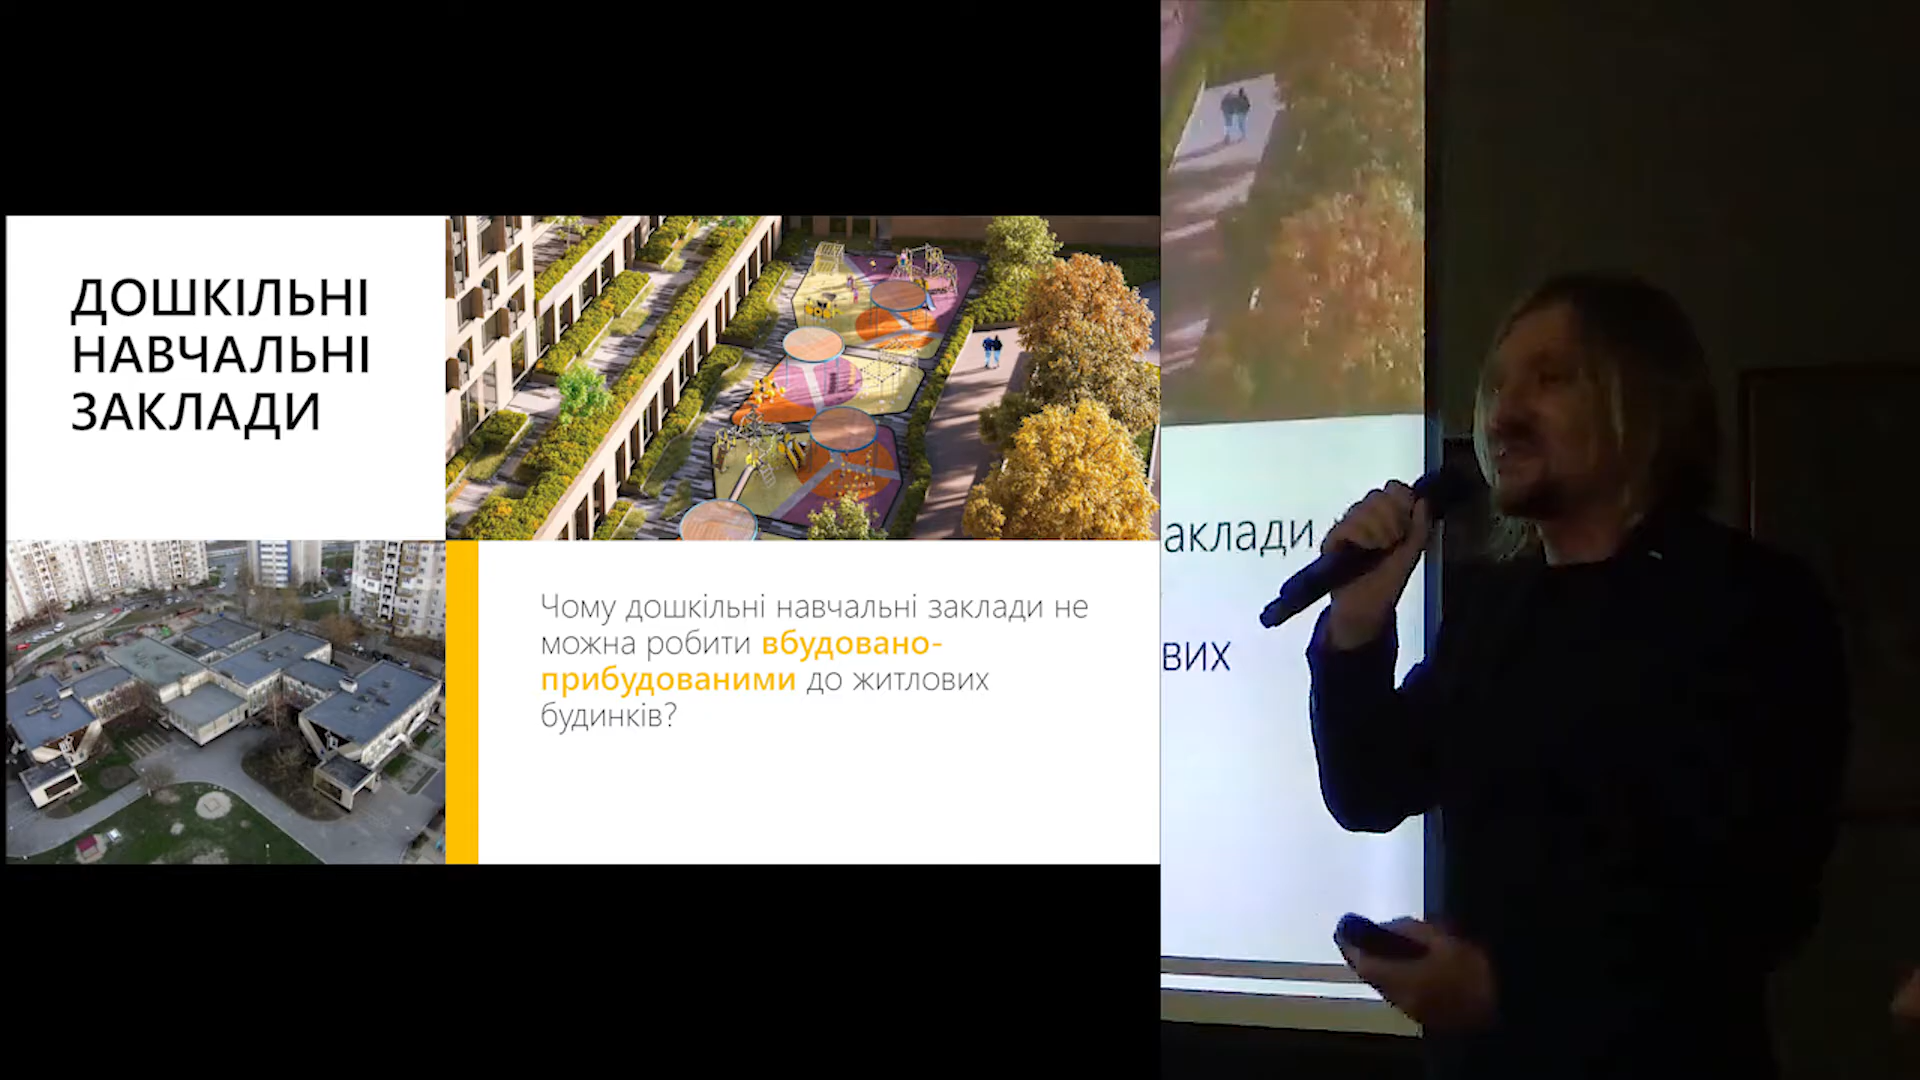 ДОШКІЛЬНІ
НАВЧАЛЬНІ
ЗАКЛАДИ
Чому дошкільні навчальні заклади не
можна робити вбудовано-
прибудованими до житлових
будинків?
аклади
вих